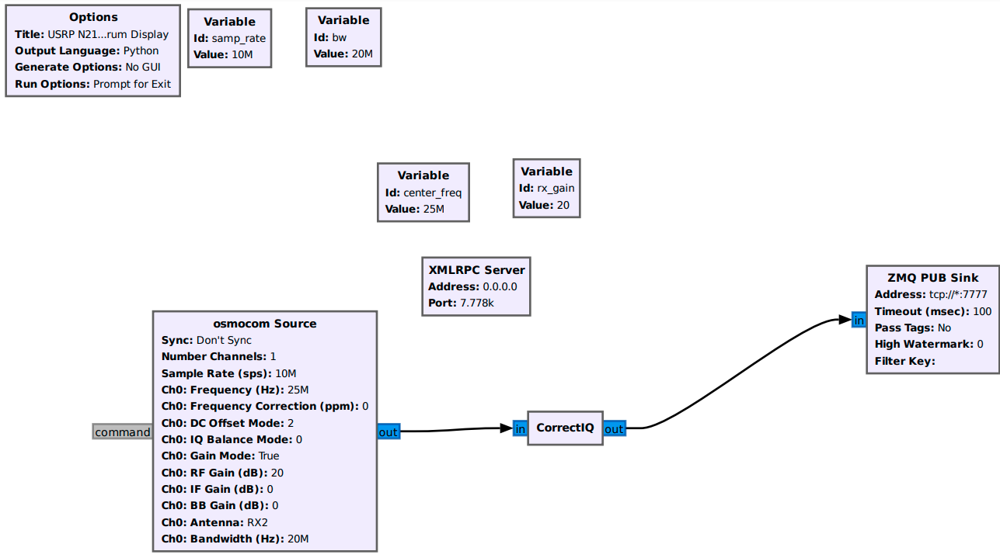 Options
Title: USRP N21...rum Display
Output Language: Python
Generate Options: No GUI
Run Options: Prompt for Exit
Variable
Id: samp_rate
Value: 10M
Variable
Id: bw
Value: 20M
Variable
Id: center_freq
Value: 25M
Variable
Id: rx_gain
Value: 20
XMLRPC Server
Address: 0.0.0.0
Port: 7.778k
osmocom Source
Sync: Don't Sync
Number Channels: 1
Sample Rate (sps): 10M
Ch0: Frequency (Hz): 25M
Ch0: Frequency Correction (ppm): 0
Ch0: DC Offset Mode: 2
Ch0: IQ Balance Mode: 0
Ch0: Gain Mode: True
Ch0: RF Gain (dB): 20
Ch0: IF Gain (dB): 0
Ch0: BB Gain (dB): 0
Ch0: Antenna: RX2
Ch0: Bandwidth (Hz): 20M
command
out
in
CorrectIQ
out
in
ZMQ PUB Sink
Address: tcp://*:7777
Timeout (msec): 100
Pass Tags: No
High Watermark: 0
Filter Key: